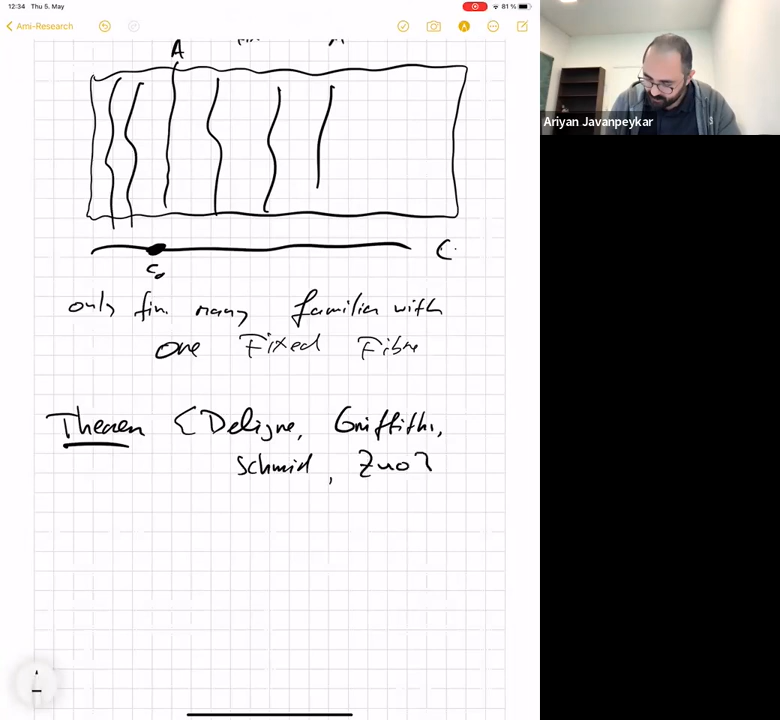 12:34 Thu 5. May
81 %
Ami-Research
Ariyan Javanpeykar
A
C
c₀
only fin. many families with
one Fixed Fibre
Theorem {Deligne, Griffiths,
Schmid, Zuo}